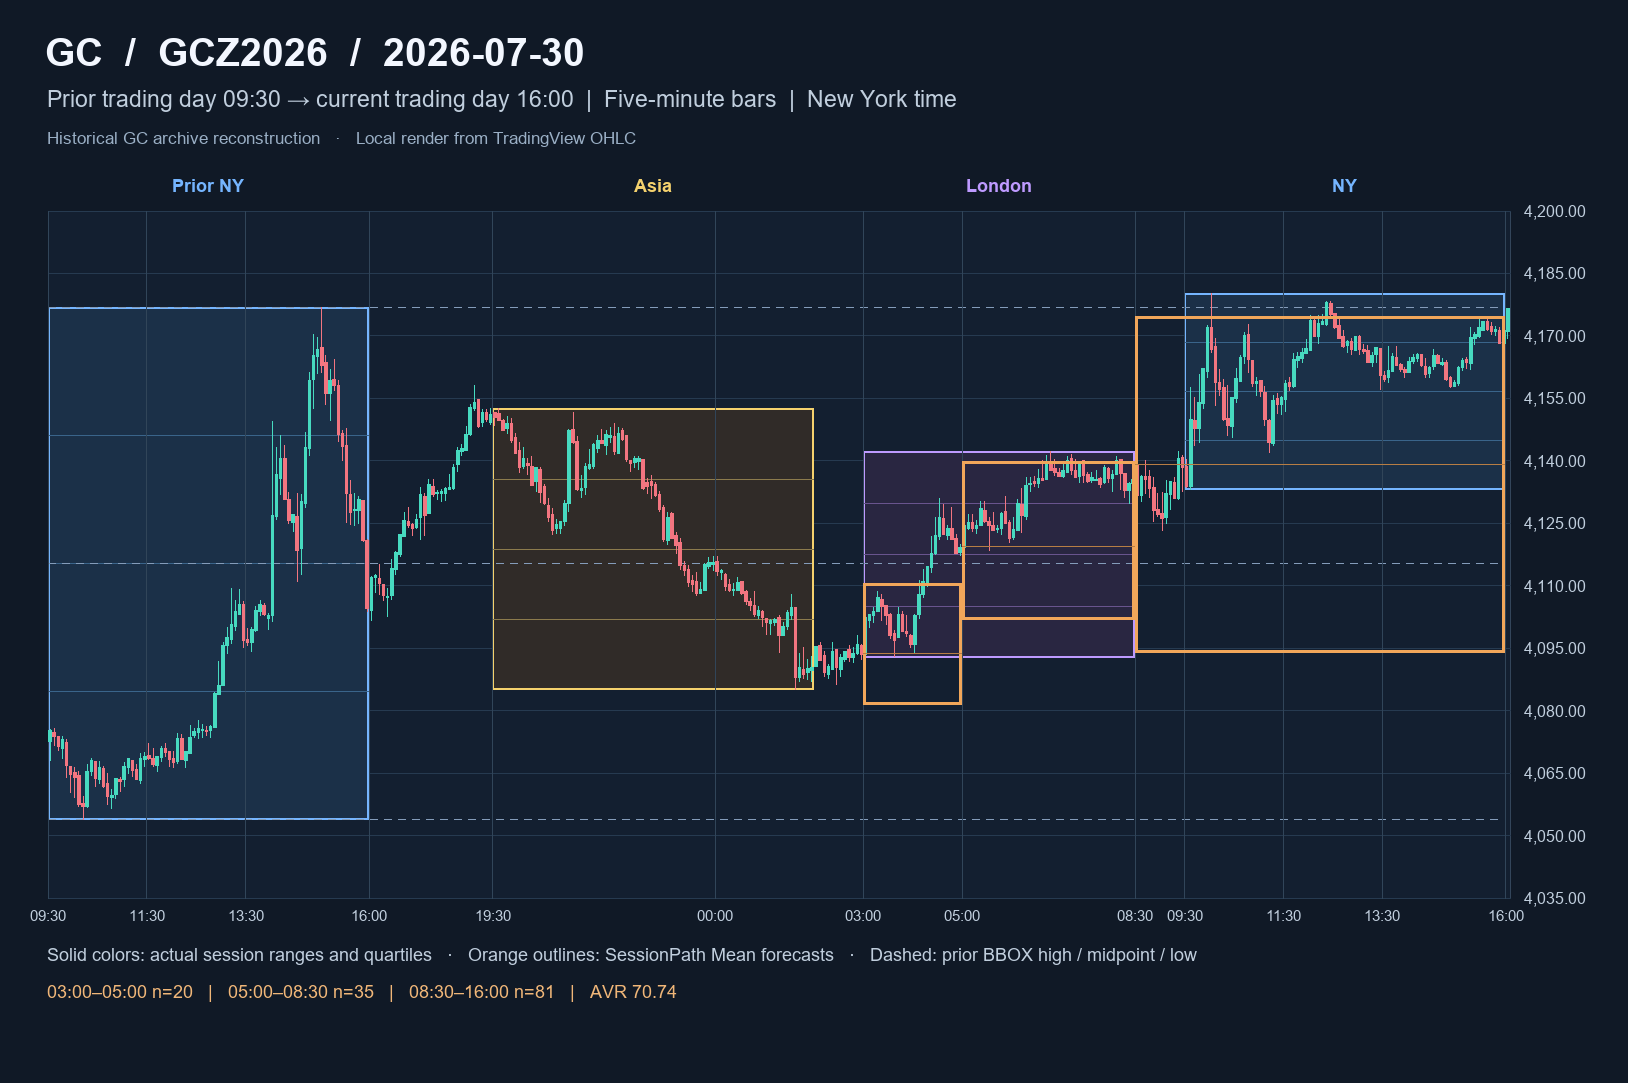 GC / GCZ2026 / 2026-07-30
Prior trading day 09:30 → current trading day 16:00 | Five-minute bars | New York time
Historical GC archive reconstruction · Local render from TradingView OHLC
Prior NY
Asia
London
NY
4,200.00
4,185.00
4,170.00
4,155.00
4,140.00
4,125.00
4,110.00
4,095.00
4,080.00
4,065.00
4,050.00
4,035.00
09:30 11:30 13:30 16:00 19:30 00:00 03:00 05:00 08:30 09:30 11:30 13:30 16:00
Solid colors: actual session ranges and quartiles · Orange outlines: SessionPath Mean forecasts · Dashed: prior BBOX high / midpoint / low
03:00–05:00 n=20 | 05:00–08:30 n=35 | 08:30–16:00 n=81 | AVR 70.74